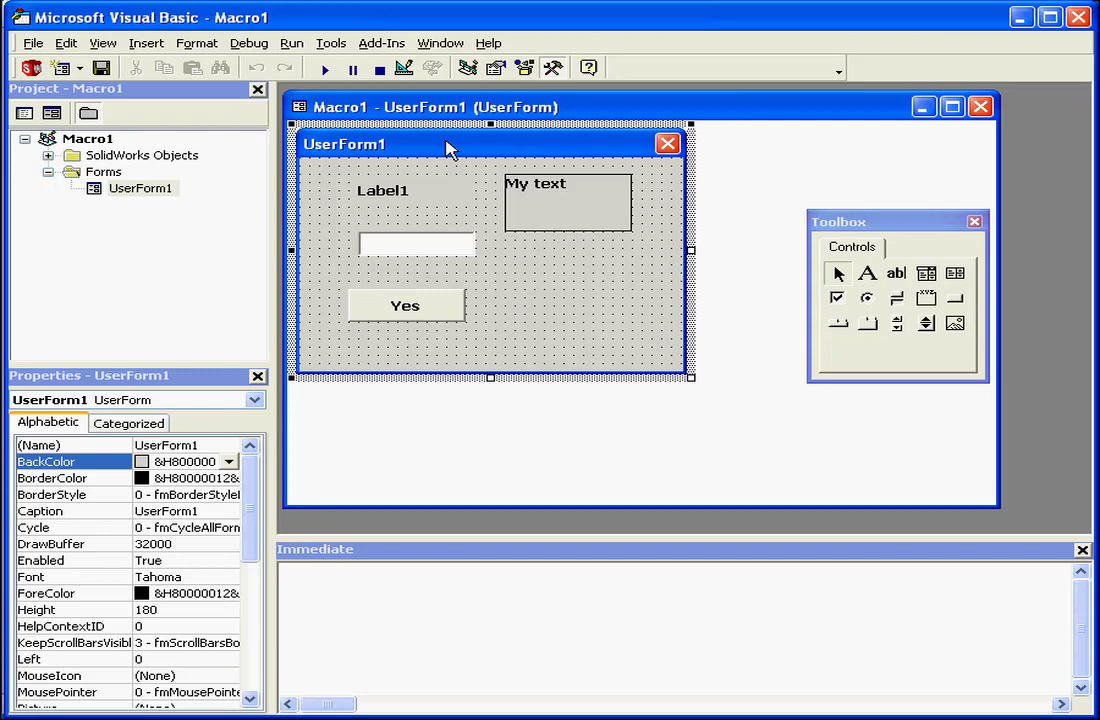 Microsoft Visual Basic - Macro1
File Edit View Insert Format Debug Run Tools Add-Ins Window Help
Project - Macro1
Macro1
SolidWorks Objects
Forms
UserForm1
Macro1 - UserForm1 (UserForm)
UserForm1
Label1
My text
Yes
Toolbox
Controls
A
ab|
XYZ
Properties - UserForm1
UserForm1 UserForm
Alphabetic Categorized
(Name) UserForm1
BackColor &H800000
BorderColor &H80000012&
BorderStyle 0 - fmBorderStyle
Caption UserForm1
Cycle 0 - fmCycleAllForm
DrawBuffer 32000
Enabled True
Font Tahoma
ForeColor &H80000012&
Height 180
HelpContextID 0
KeepScrollBarsVisibl 3 - fmScrollBarsBo
Left 0
MouseIcon (None)
MousePointer 0 - fmMousePointe
Immediate